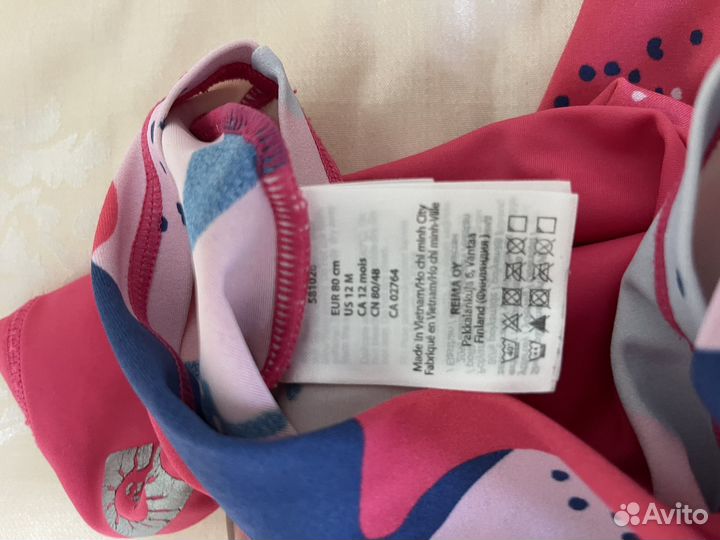 581026
EUR 80 cm
US 12 M
CA 12 mois
CN 80/48
CA 02764
Made in Vietnam/Ho chi minh City
Fabriqué en Vietnam/Ho chi minh Ville
REIMA OY
Pakkalankuja 6, Vantaa
Finland (Финляндия)
Avito